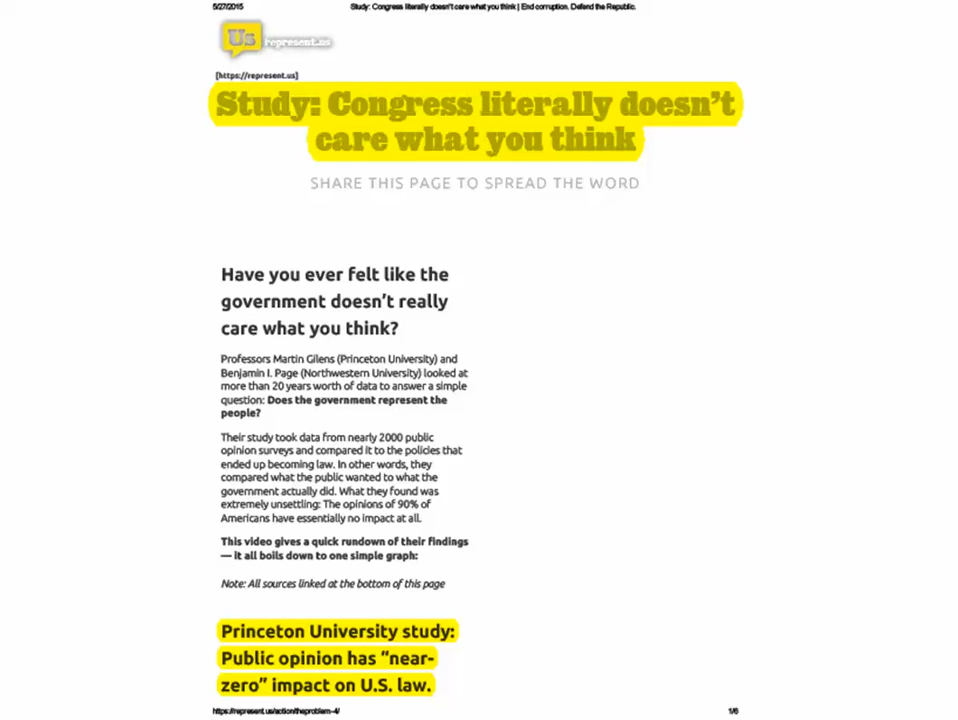 5/27/2015 Study: Congress literally doesn't care what you think | End corruption. Defend the Republic.
Us represent.us
[https://represent.us]
Study: Congress literally doesn't
care what you think
SHARE THIS PAGE TO SPREAD THE WORD
Have you ever felt like the
government doesn't really
care what you think?
Professors Martin Gilens (Princeton University) and
Benjamin I. Page (Northwestern University) looked at
more than 20 years worth of data to answer a simple
question: Does the government represent the
people?
Their study took data from nearly 2000 public
opinion surveys and compared it to the policies that
ended up becoming law. In other words, they
compared what the public wanted to what the
government actually did. What they found was
extremely unsettling: The opinions of 90% of
Americans have essentially no impact at all.
This video gives a quick rundown of their findings
— it all boils down to one simple graph:
Note: All sources linked at the bottom of this page
Princeton University study:
Public opinion has “near-
zero” impact on U.S. law.
https://represent.us/action/theproblem-4/ 1/6